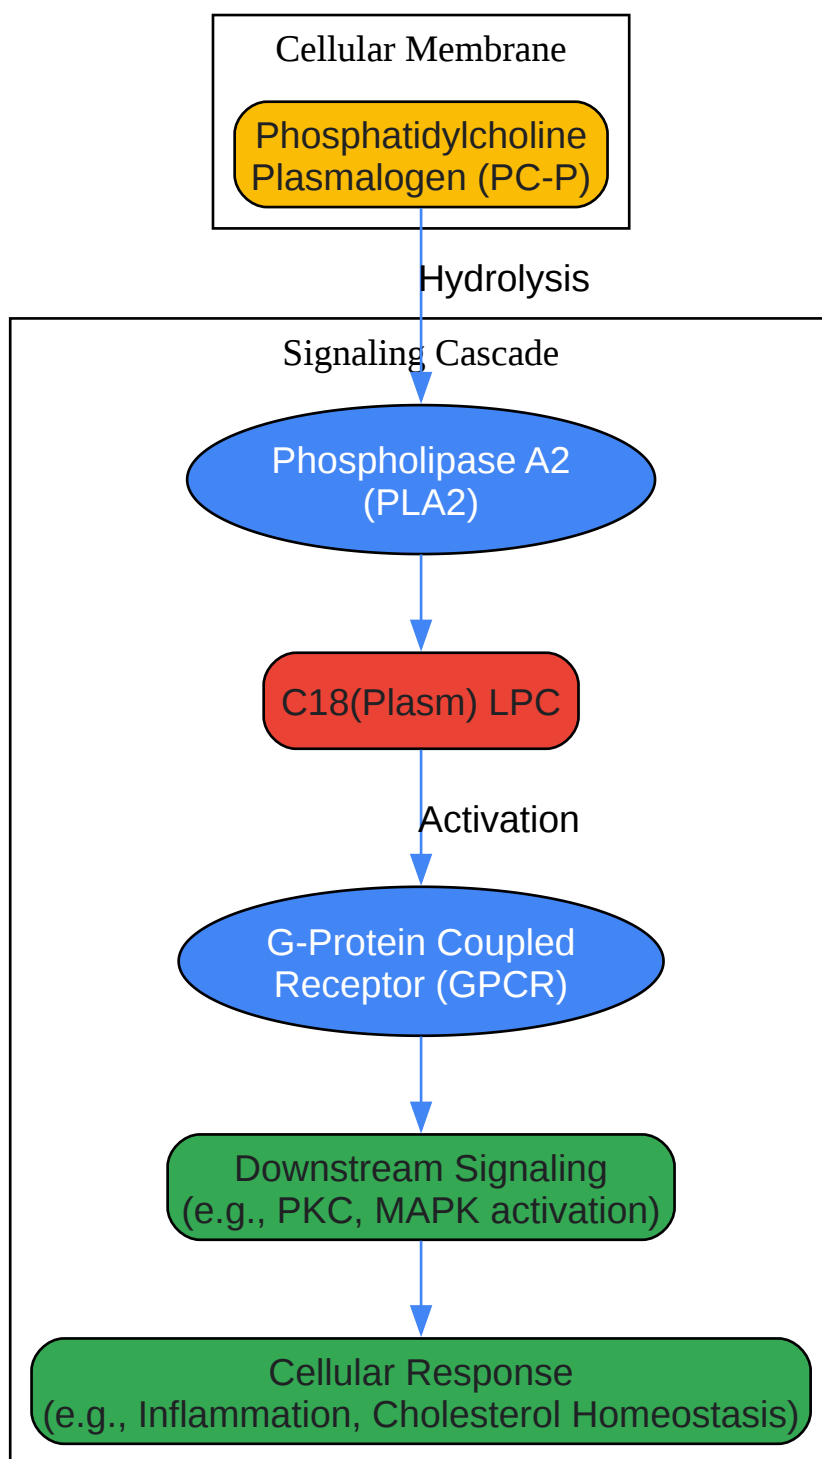 Cellular Membrane
Phosphatidylcholine
Plasmalogen (PC-P)
Hydrolysis
Signaling Cascade
Phospholipase A2
(PLA2)
C18(Plasm) LPC
Activation
G-Protein Coupled
Receptor (GPCR)
Downstream Signaling
(e.g., PKC, MAPK activation)
Cellular Response
(e.g., Inflammation, Cholesterol Homeostasis)